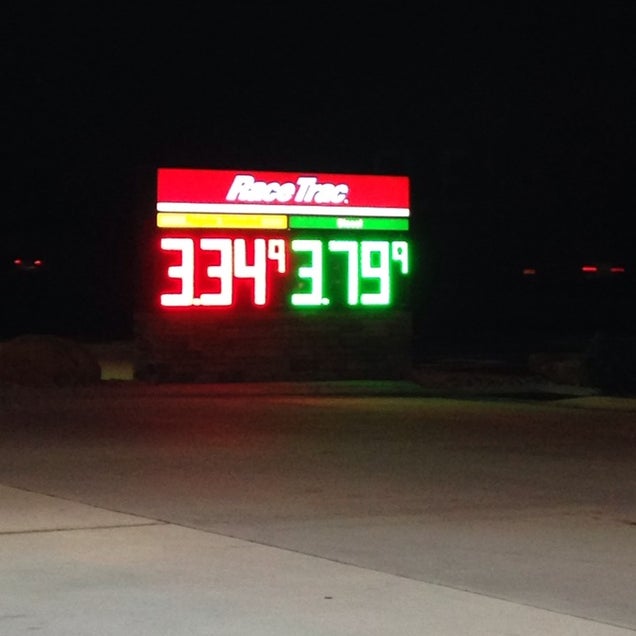 RaceTrac
Diesel
3.34⁹ 3.79⁹